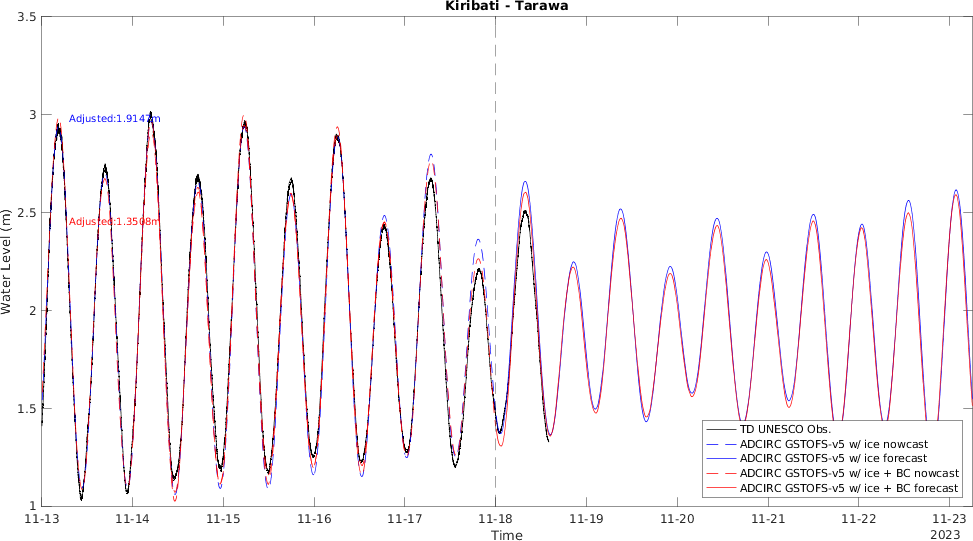 Kiribati - Tarawa
3.5
3
2.5
2
1.5
1
Water Level (m)
Adjusted:1.9147m
Adjusted:1.3508m
TD UNESCO Obs.
ADCIRC GSTOFS-v5 w/ ice nowcast
ADCIRC GSTOFS-v5 w/ ice forecast
ADCIRC GSTOFS-v5 w/ ice + BC nowcast
ADCIRC GSTOFS-v5 w/ ice + BC forecast
11-13 11-14 11-15 11-16 11-17 11-18 11-19 11-20 11-21 11-22 11-23
Time
2023